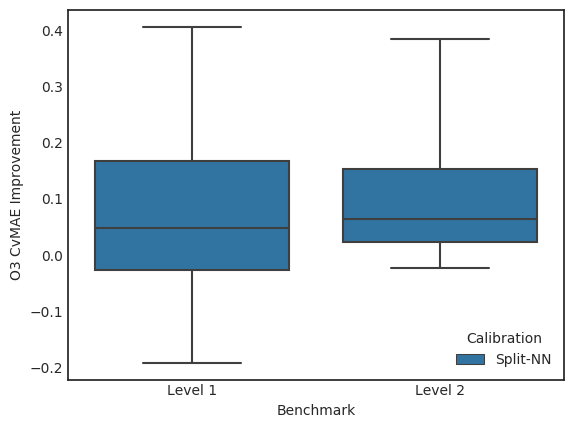 0.4
0.3
0.2
0.1
0.0
−0.1
−0.2
O3 CvMAE Improvement
Calibration
Split-NN
Level 1
Level 2
Benchmark